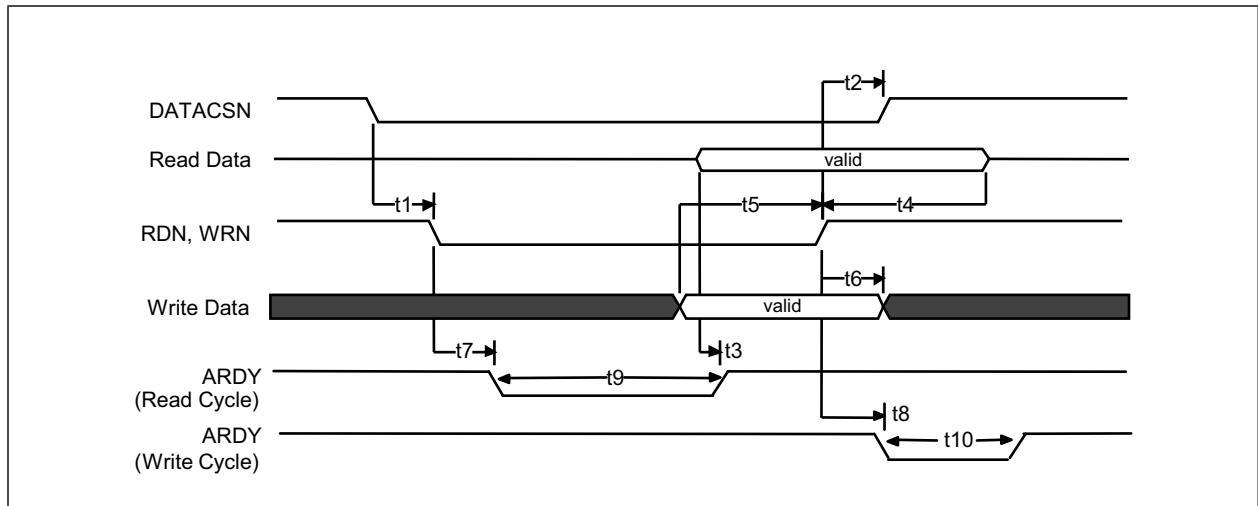 t2
DATACSN
Read Data
valid
t1
t5
t4
RDN, WRN
t6
Write Data
valid
t7
t3
ARDY
t9
(Read Cycle)
t8
ARDY
t10
(Write Cycle)